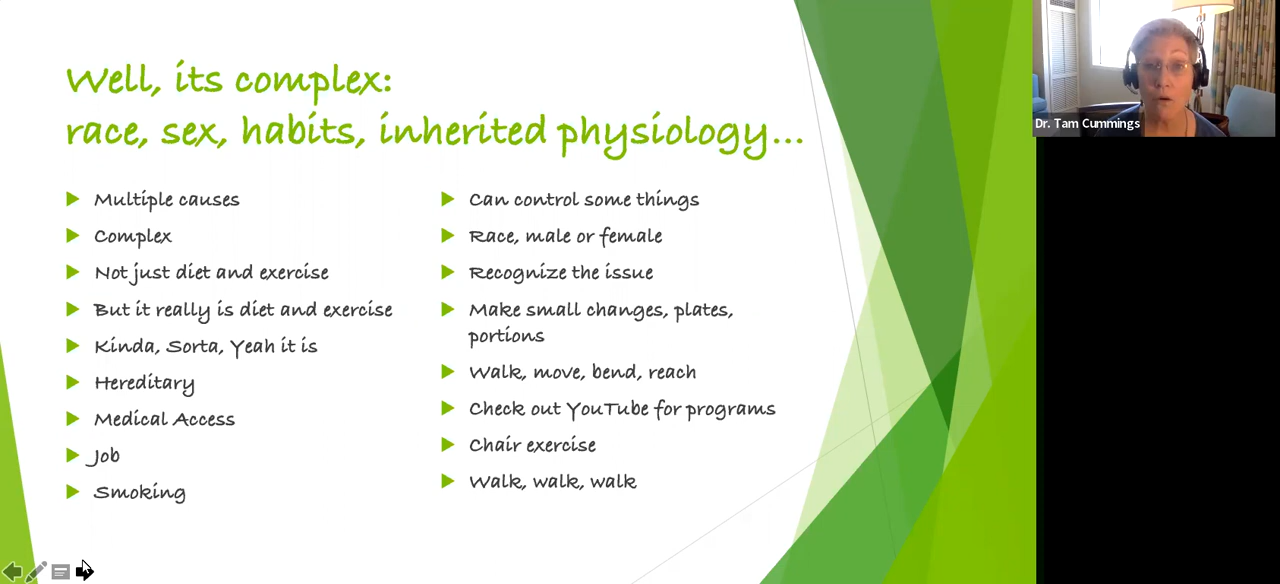 Well, its complex:
race, sex, habits, inherited physiology...
Multiple causes
Complex
Not just diet and exercise
But it really is diet and exercise
Kinda, Sorta, Yeah it is
Hereditary
Medical Access
Job
Smoking
Can control some things
Race, male or female
Recognize the issue
Make small changes, plates,
portions
Walk, move, bend, reach
Check out YouTube for programs
Chair exercise
Walk, walk, walk
Dr. Tam Cummings